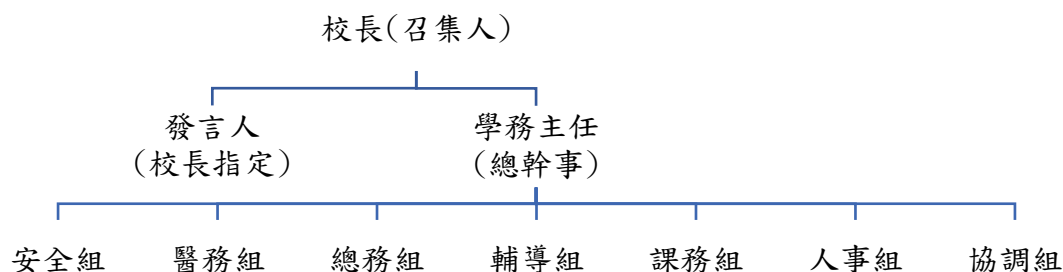 校長(召集人)
發言人
(校長指定)
學務主任
(總幹事)
安全組 醫務組 總務組 輔導組 課務組 人事組 協調組